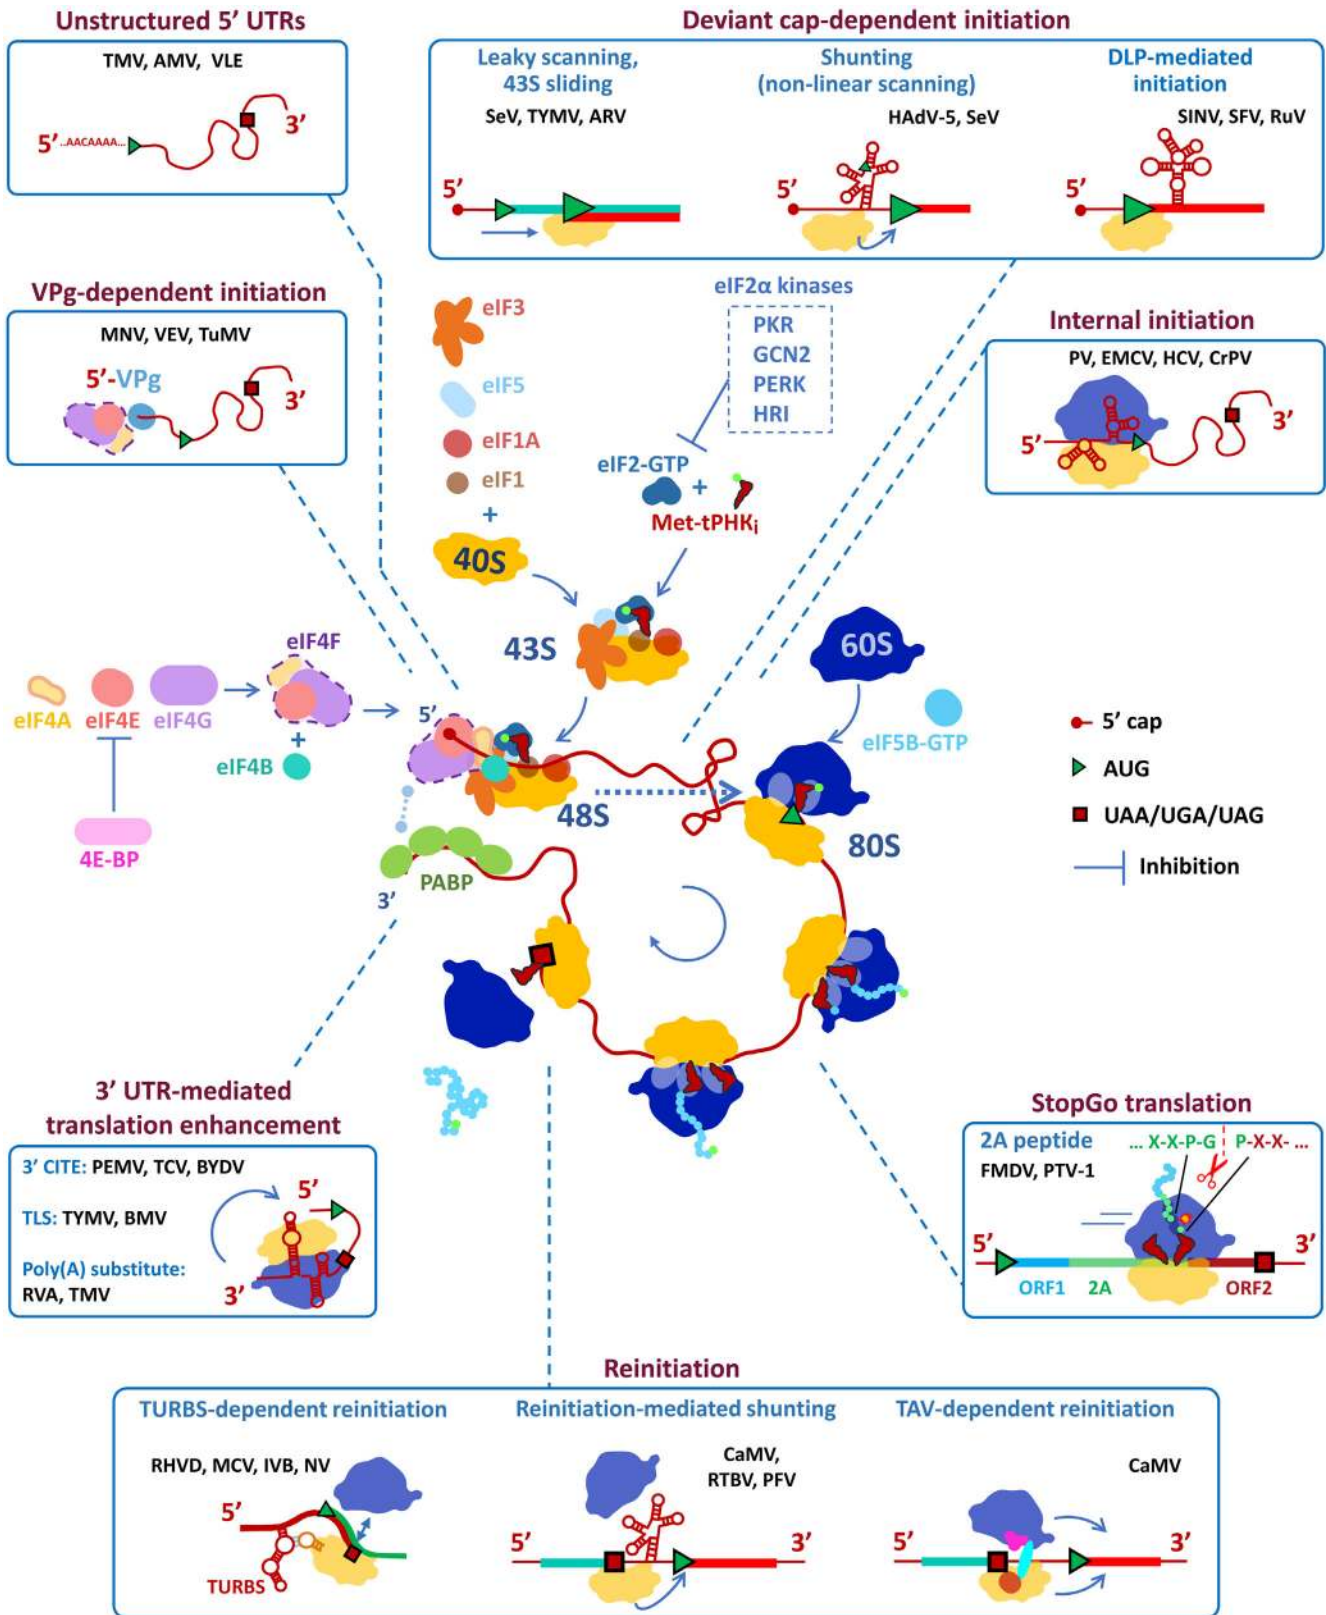 Unstructured 5' UTRs
TMV, AMV, VLE
5' ..AACAAAA...
3'
Deviant cap-dependent initiation
Leaky scanning,
43S sliding
SeV, TYMV, ARV
5'
Shunting
(non-linear scanning)
HAdV-5, SeV
5'
DLP-mediated
initiation
SINV, SFV, RuV
5'
VPg-dependent initiation
MNV, VEV, TuMV
5'-VPg
3'
eIF3
eIF5
eIF1A
eIF1
+
40S
eIF2α kinases
PKR
GCN2
PERK
HRI
eIF2-GTP
+
Met-tPHKi
Internal initiation
PV, EMCV, HCV, CrPV
5'
3'
43S
60S
eIF5B-GTP
eIF4F
eIF4A
eIF4E
eIF4G
+
eIF4B
4E-BP
5'
48S
80S
PABP
3'
5' cap
AUG
UAA/UGA/UAG
Inhibition
3' UTR-mediated
translation enhancement
3' CITE: PEMV, TCV, BYDV
TLS: TYMV, BMV
Poly(A) substitute:
RVA, TMV
5'
3'
StopGo translation
2A peptide
FMDV, PTV-1
... X-X-P-G P-X-X- ...
5'
3'
ORF1 2A ORF2
Reinitiation
TURBS-dependent reinitiation
RHVD, MCV, IVB, NV
5'
TURBS
Reinitiation-mediated shunting
CaMV,
RTBV, PFV
5'
3'
TAV-dependent reinitiation
CaMV
5'
3'